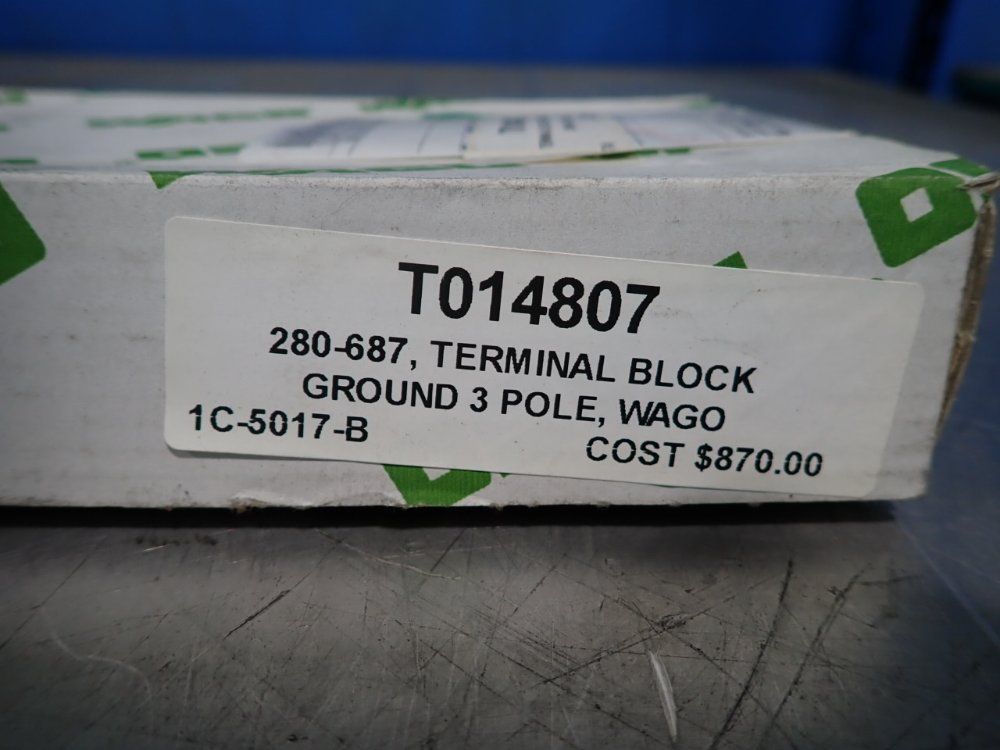 T014807
280-687, TERMINAL BLOCK
GROUND 3 POLE, WAGO
1C-5017-B COST $870.00